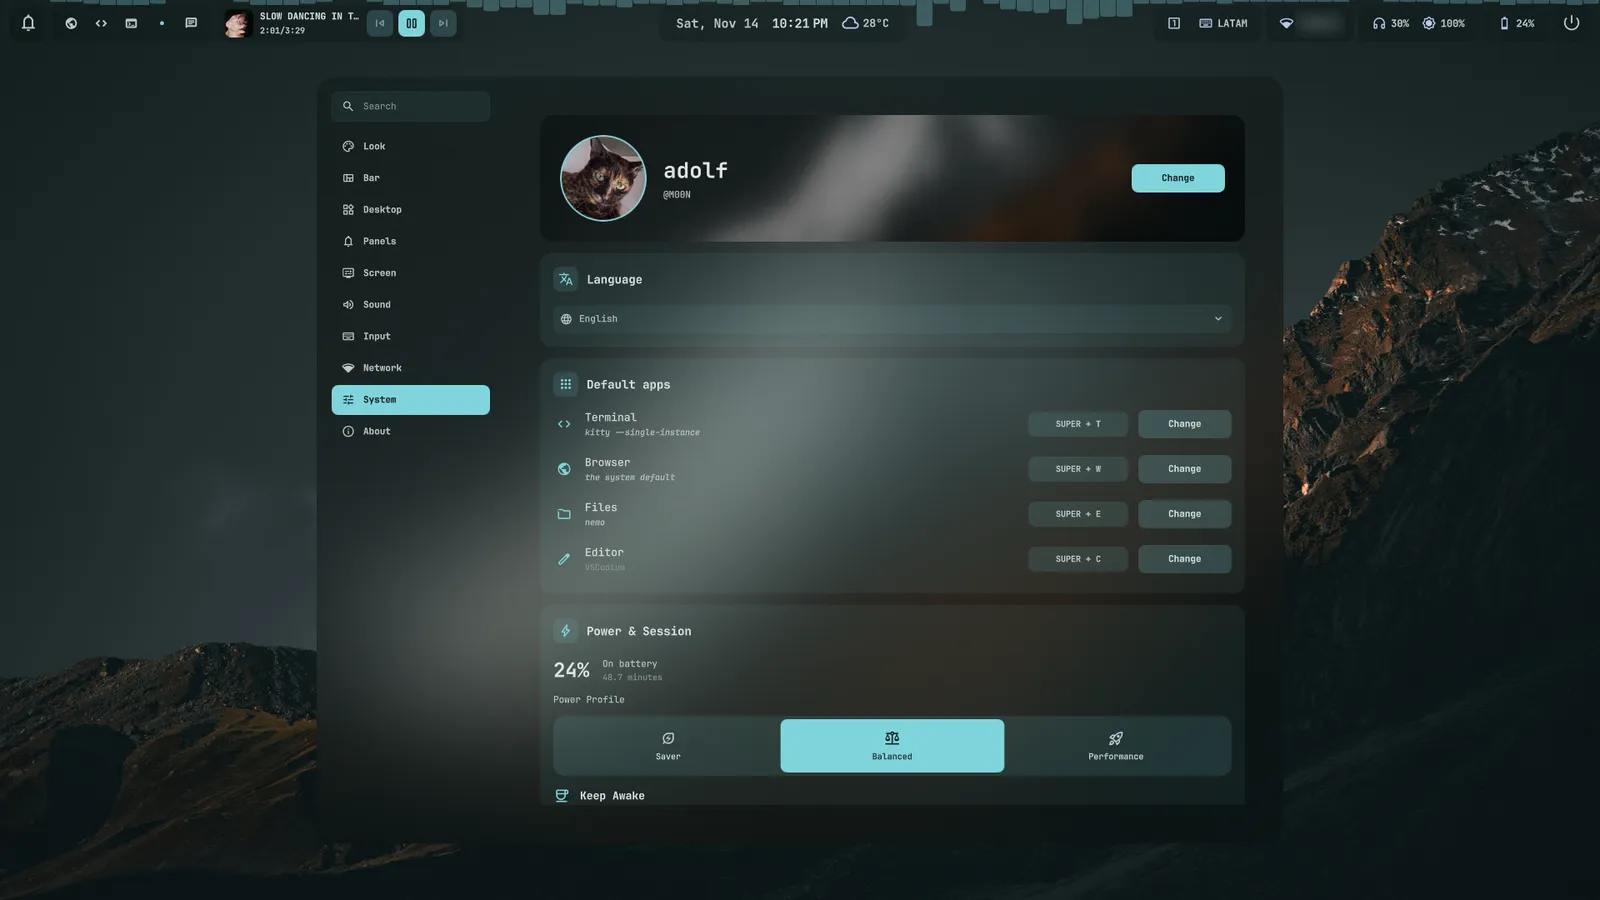 SLOW DANCING IN T…
2:01/3:29
Sat, Nov 14 10:21 PM 28°C
1 LATAM 30% 100% 24%
Search
Look
Bar
Desktop
Panels
Screen
Sound
Input
Network
System
About
adolf
@M00N
Change
Language
English
Default apps
Terminal
kitty --single-instance
SUPER + T Change
Browser
the system default
SUPER + W Change
Files
nemo
SUPER + E Change
Editor
VSCodium
SUPER + C Change
Power & Session
24% On battery
48.7 minutes
Power Profile
Saver Balanced Performance
Keep Awake